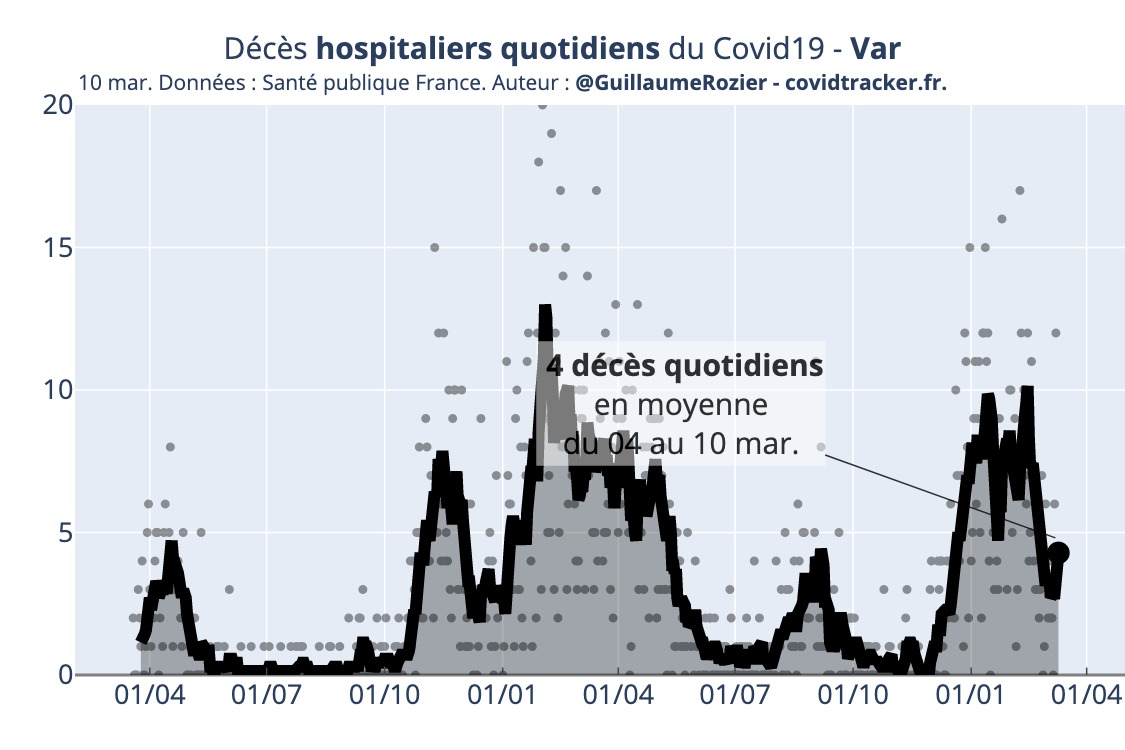 Décès hospitaliers quotidiens du Covid19 - Var
10 mar. Données : Santé publique France. Auteur : @GuillaumeRozier - covidtracker.fr.
20
15
10
5
0
4 décès quotidiens
en moyenne
du 04 au 10 mar.
01/04 01/07 01/10 01/01 01/04 01/07 01/10 01/01 01/04